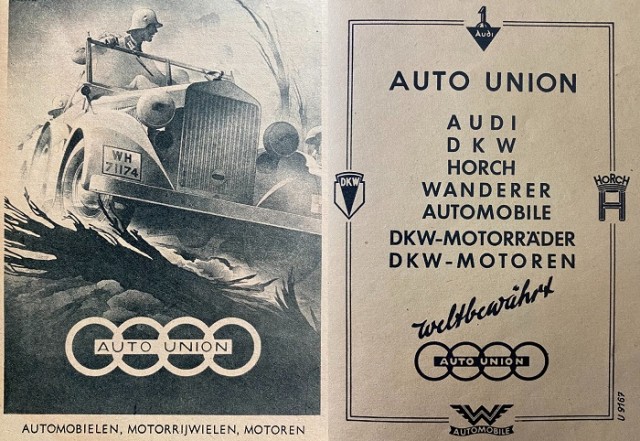 WH
71174
AUTO UNION
AUTOMOBIELEN, MOTORRIJWIELEN, MOTOREN
1
Audi
AUTO UNION
AUDI
DKW
HORCH
WANDERER
AUTOMOBILE
DKW-MOTORRÄDER
DKW-MOTOREN
DKW
HORCH
H
weltbewährt
AUTO UNION
W
AUTOMOBILE
U 9167